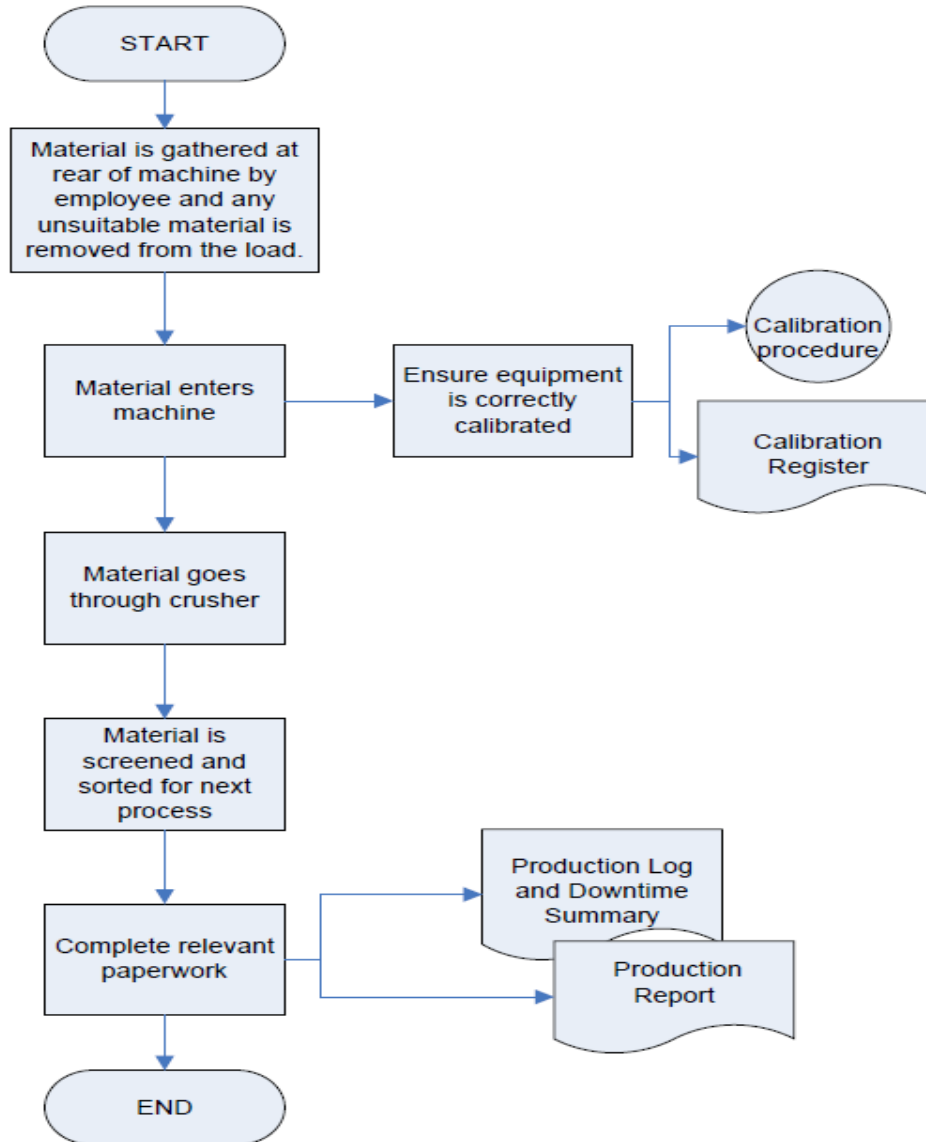 START
Material is gathered at
rear of machine by
employee and any
unsuitable material is
removed from the load.
Material enters
machine
Ensure equipment
is correctly
calibrated
Calibration
procedure
Calibration
Register
Material goes
through crusher
Material is
screened and
sorted for next
process
Complete relevant
paperwork
Production Log
and Downtime
Summary
Production
Report
END